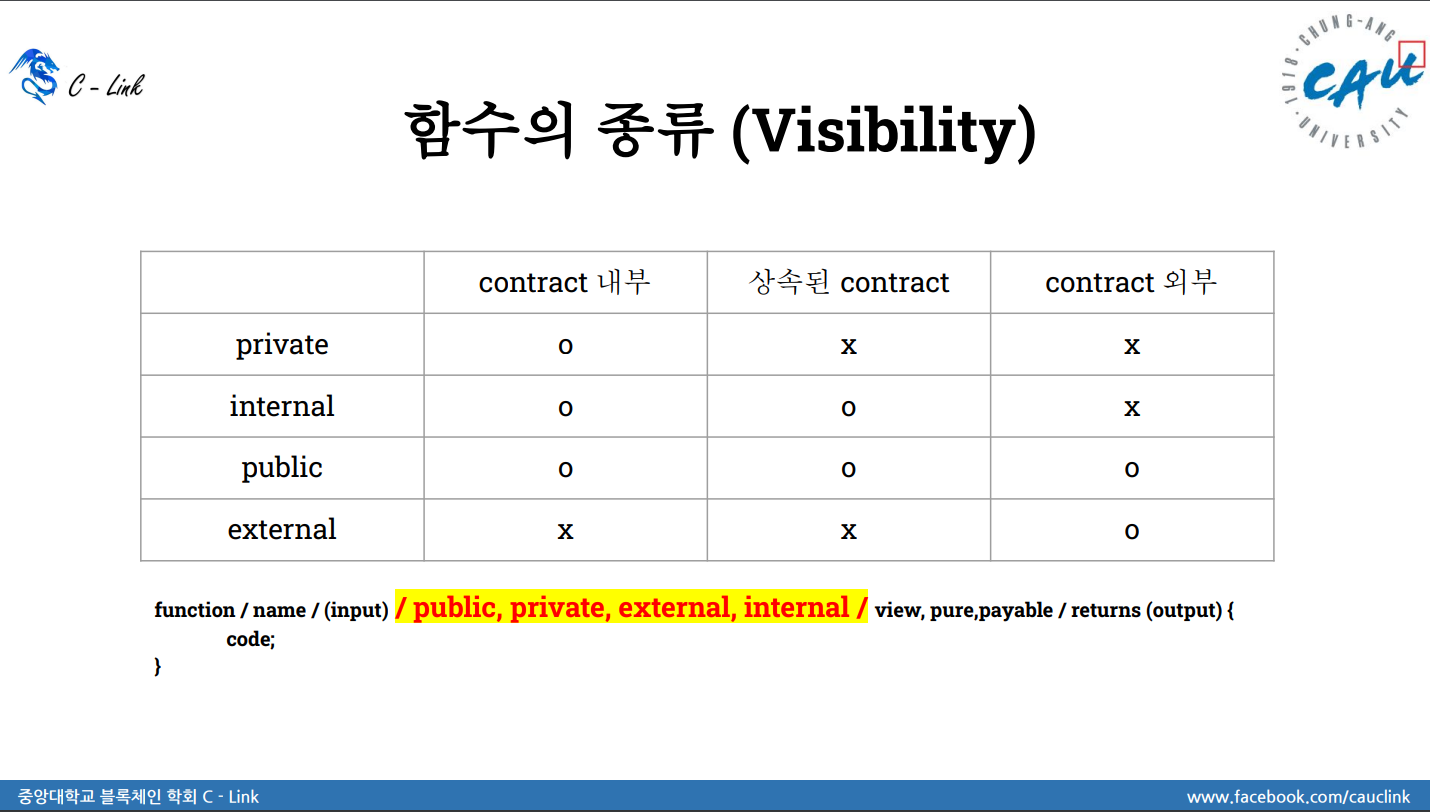 C - Link
· 1918 · CHUNG-ANG · UNIVERSITY
CAU
함수의 종류 (Visibility)
contract 내부 상속된 contract contract 외부
private o x x
internal o o x
public o o o
external x x o
function / name / (input) / public, private, external, internal / view, pure,payable / returns (output) {
code;
}
중앙대학교 블록체인 학회 C - Link www.facebook.com/cauclink